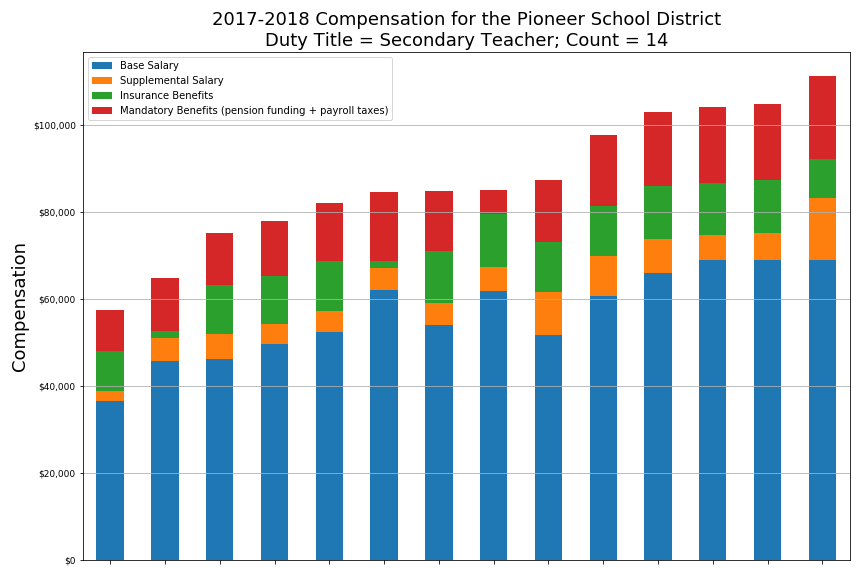 2017-2018 Compensation for the Pioneer School District
Duty Title = Secondary Teacher; Count = 14
Base Salary
Supplemental Salary
Insurance Benefits
Mandatory Benefits (pension funding + payroll taxes)
$100,000
$80,000
$60,000
$40,000
$20,000
$0
Compensation